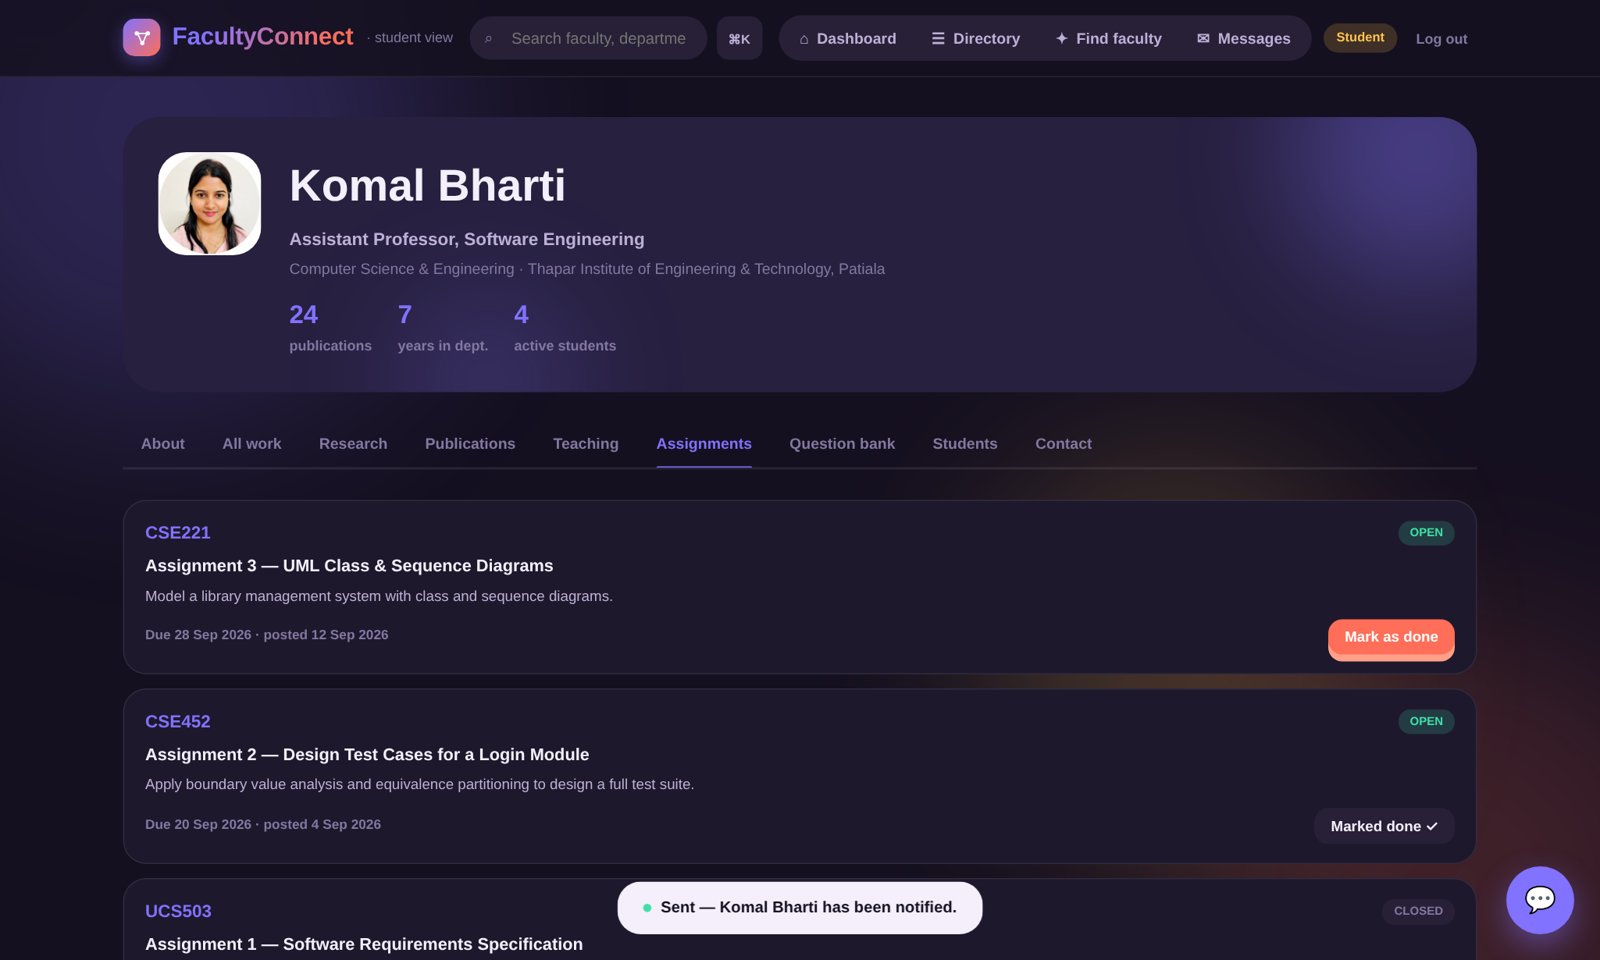 FacultyConnect · student view
Search faculty, departme
⌘K
Dashboard
Directory
Find faculty
Messages
Student
Log out
Komal Bharti
Assistant Professor, Software Engineering
Computer Science & Engineering · Thapar Institute of Engineering & Technology, Patiala
24 7 4
publications years in dept. active students
About All work Research Publications Teaching Assignments Question bank Students Contact
CSE221
OPEN
Assignment 3 — UML Class & Sequence Diagrams
Model a library management system with class and sequence diagrams.
Due 28 Sep 2026 · posted 12 Sep 2026
Mark as done
CSE452
OPEN
Assignment 2 — Design Test Cases for a Login Module
Apply boundary value analysis and equivalence partitioning to design a full test suite.
Due 20 Sep 2026 · posted 4 Sep 2026
Marked done ✓
UCS503
CLOSED
Sent — Komal Bharti has been notified.
Assignment 1 — Software Requirements Specification